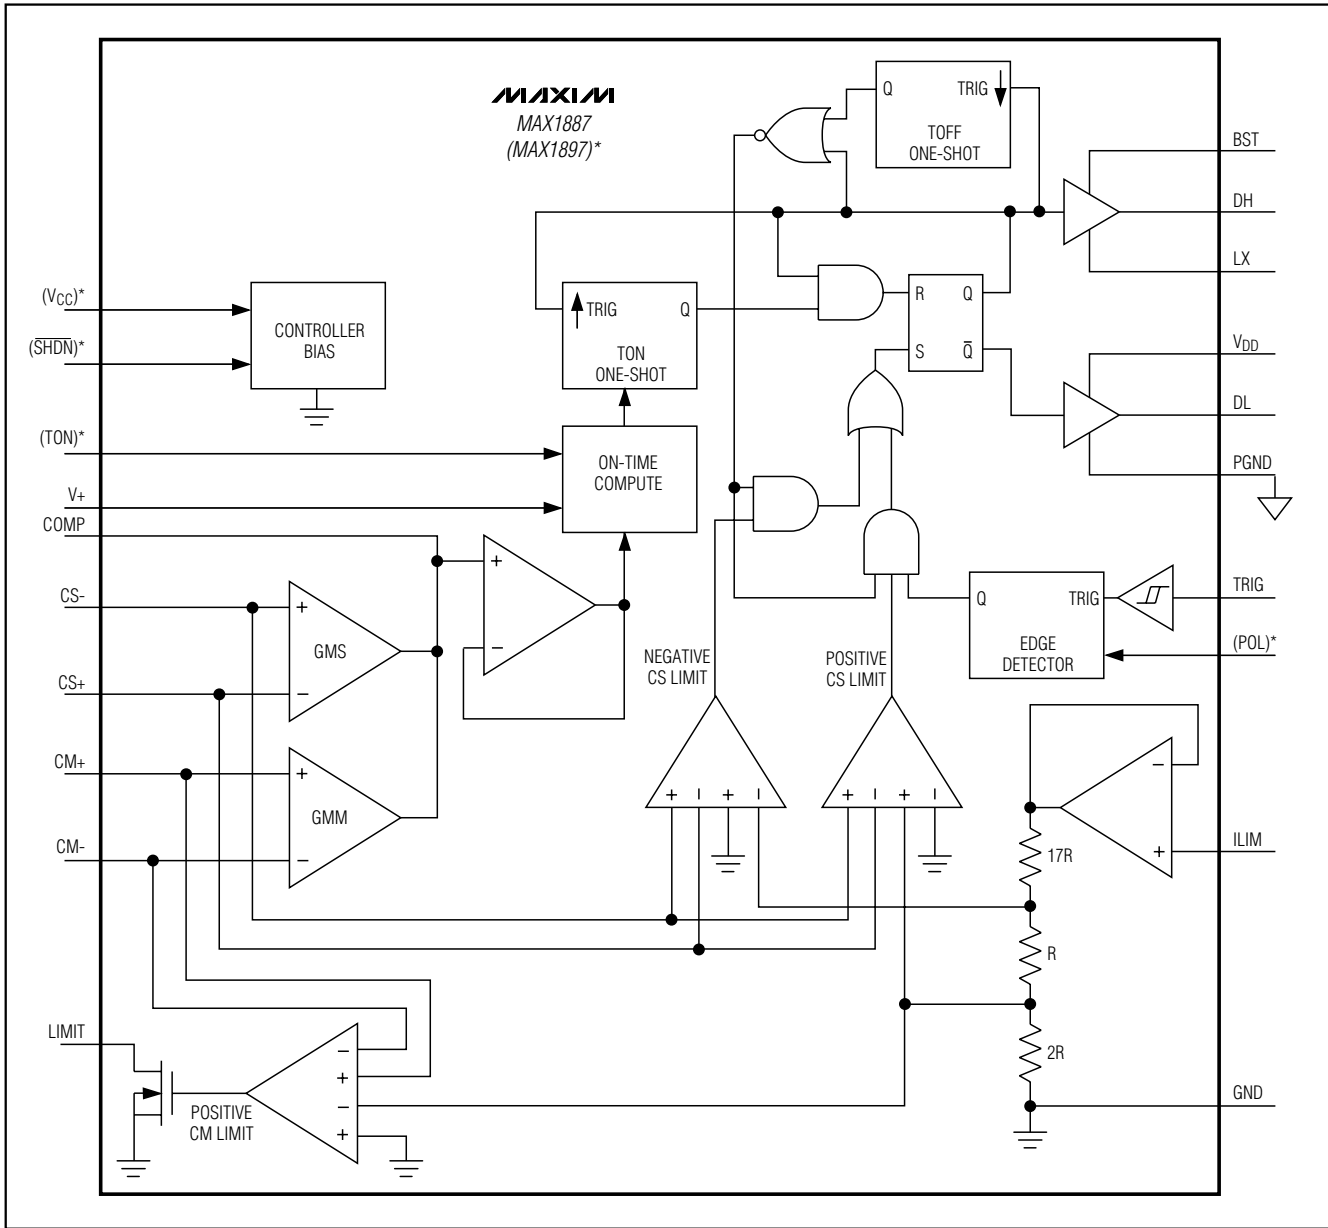 MAXIM
MAX1887
(MAX1897)*
Q
TRIG
TOFF
ONE-SHOT
BST
DH
LX
(VCC)*
(SHDN)*
CONTROLLER
BIAS
TRIG
Q
TON
ONE-SHOT
R
Q
S
Q̅
VDD
DL
PGND
(TON)*
V+
COMP
ON-TIME
COMPUTE
CS-
+
GMS
−
CS+
+
−
Q
TRIG
EDGE
DETECTOR
TRIG
(POL)*
NEGATIVE
CS LIMIT
POSITIVE
CS LIMIT
CM+
+
GMM
−
CM-
+ − + −
+ − + −
−
+
ILIM
17R
R
2R
LIMIT
POSITIVE
CM LIMIT
−
+
−
+
GND